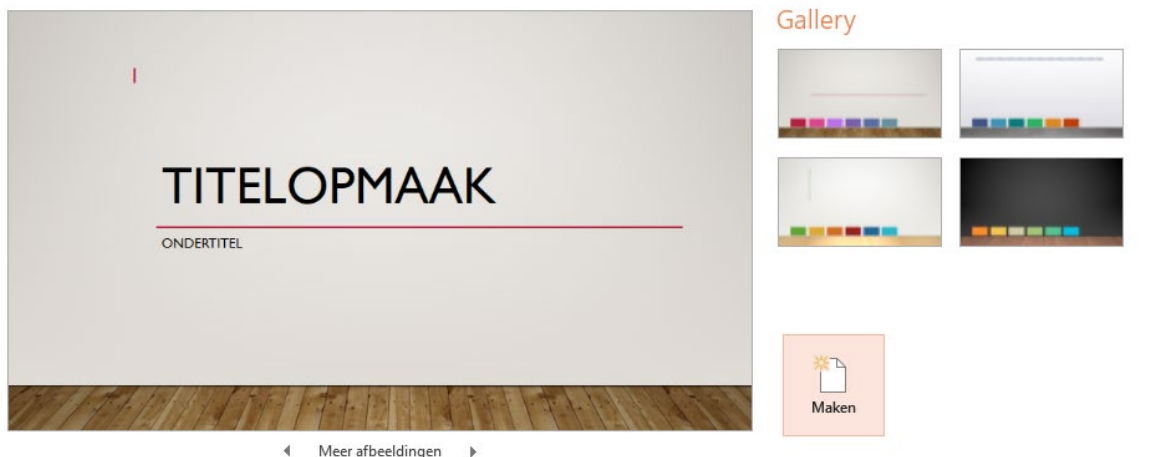 Gallery
TITELOPMAAK
ONDERTITEL
Maken
Meer afbeeldingen